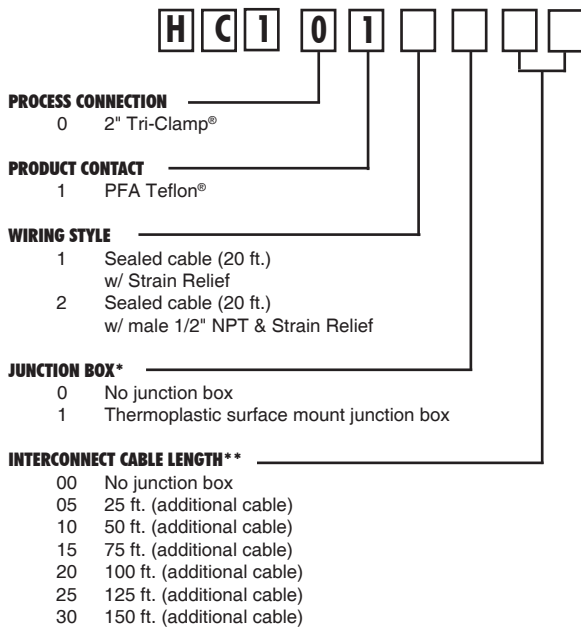 H C 1 0 1
PROCESS CONNECTION
0 2" Tri-Clamp®
PRODUCT CONTACT
1 PFA Teflon®
WIRING STYLE
1 Sealed cable (20 ft.)
w/ Strain Relief
2 Sealed cable (20 ft.)
w/ male 1/2" NPT & Strain Relief
JUNCTION BOX*
0 No junction box
1 Thermoplastic surface mount junction box
INTERCONNECT CABLE LENGTH**
00 No junction box
05 25 ft. (additional cable)
10 50 ft. (additional cable)
15 75 ft. (additional cable)
20 100 ft. (additional cable)
25 125 ft. (additional cable)
30 150 ft. (additional cable)